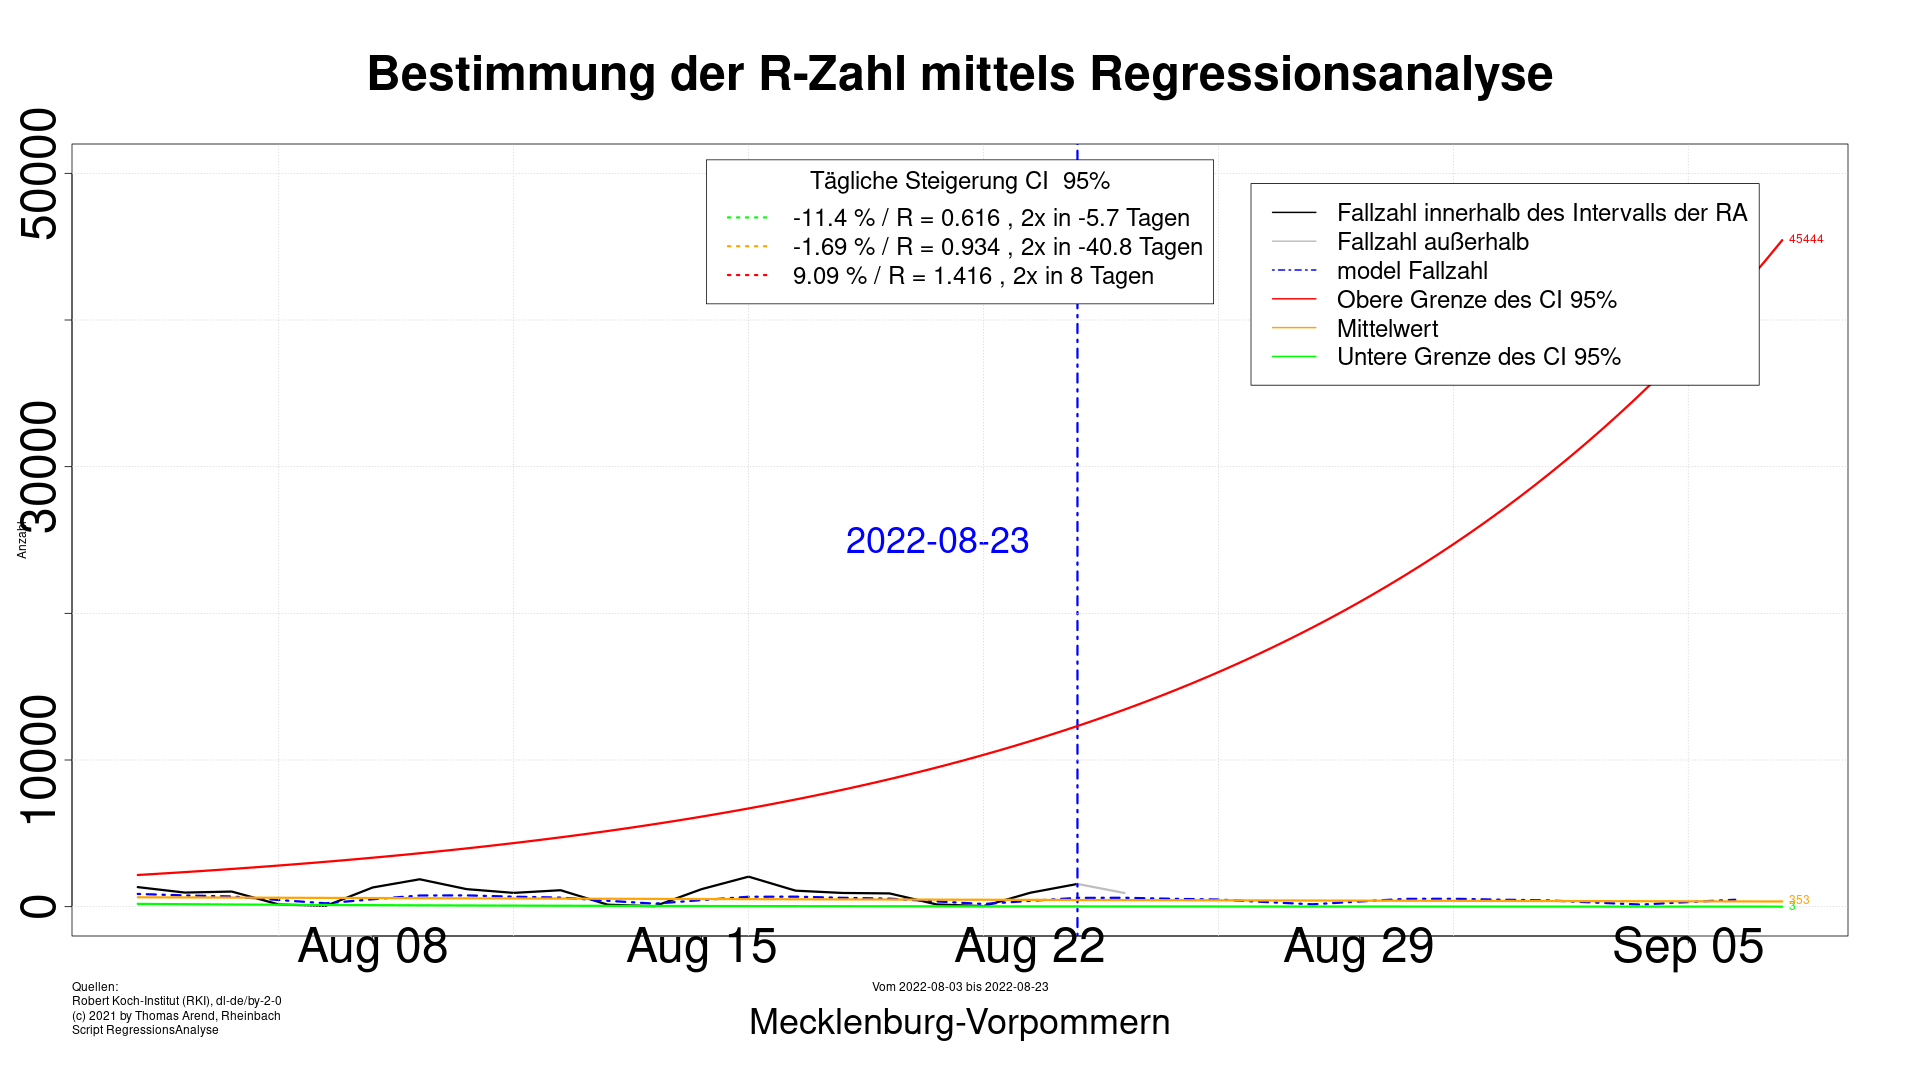 Bestimmung der R-Zahl mittels Regressionsanalyse
50000
30000
10000
0
Anzahl
Tägliche Steigerung CI 95%
-11.4 % / R = 0.616 , 2x in -5.7 Tagen
-1.69 % / R = 0.934 , 2x in -40.8 Tagen
9.09 % / R = 1.416 , 2x in 8 Tagen
Fallzahl innerhalb des Intervalls der RA
Fallzahl außerhalb
model Fallzahl
Obere Grenze des CI 95%
Mittelwert
Untere Grenze des CI 95%
45444
2022-08-23
353
3
Aug 08
Aug 15
Aug 22
Aug 29
Sep 05
Quellen:
Robert Koch-Institut (RKI), dl-de/by-2-0
(c) 2021 by Thomas Arend, Rheinbach
Script RegressionsAnalyse
Vom 2022-08-03 bis 2022-08-23
Mecklenburg-Vorpommern